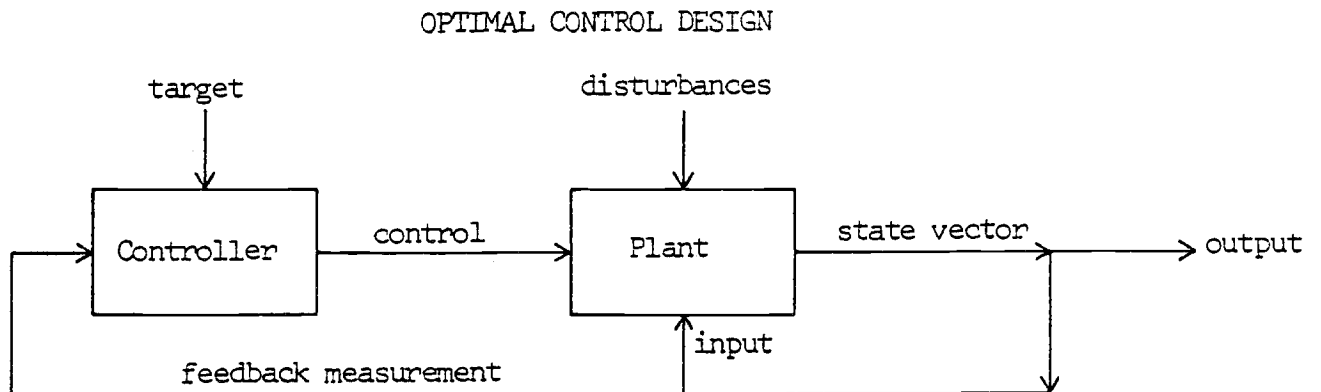 OPTIMAL CONTROL DESIGN
target
disturbances
Controller
control
Plant
state vector
output
input
feedback measurement